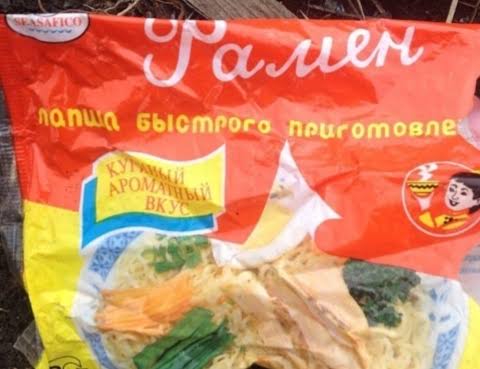 SEASAFICO
Рамен
лапша быстрого приготовле
КУРИНЫЙ
АРОМАТНЫЙ
ВКУС